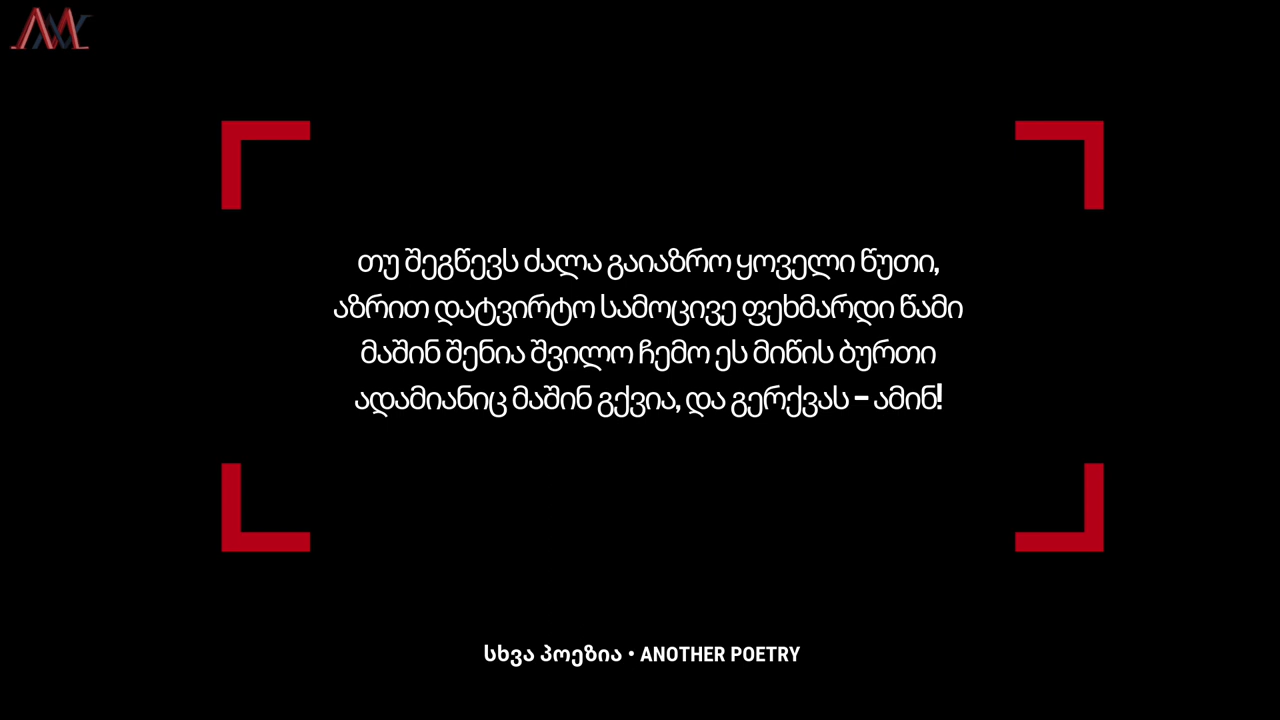 თუ შეგწევს ძალა გაიაზრო ყოველი წუთი,
აზრით დატვირტო სამოცივე ფეხმარდი წამი
მაშინ შენია შვილო ჩემო ეს მიწის ბურთი
ადამიანიც მაშინ გქვია, და გერქვას – ამინ!
სხვა პოეზია • ANOTHER POETRY